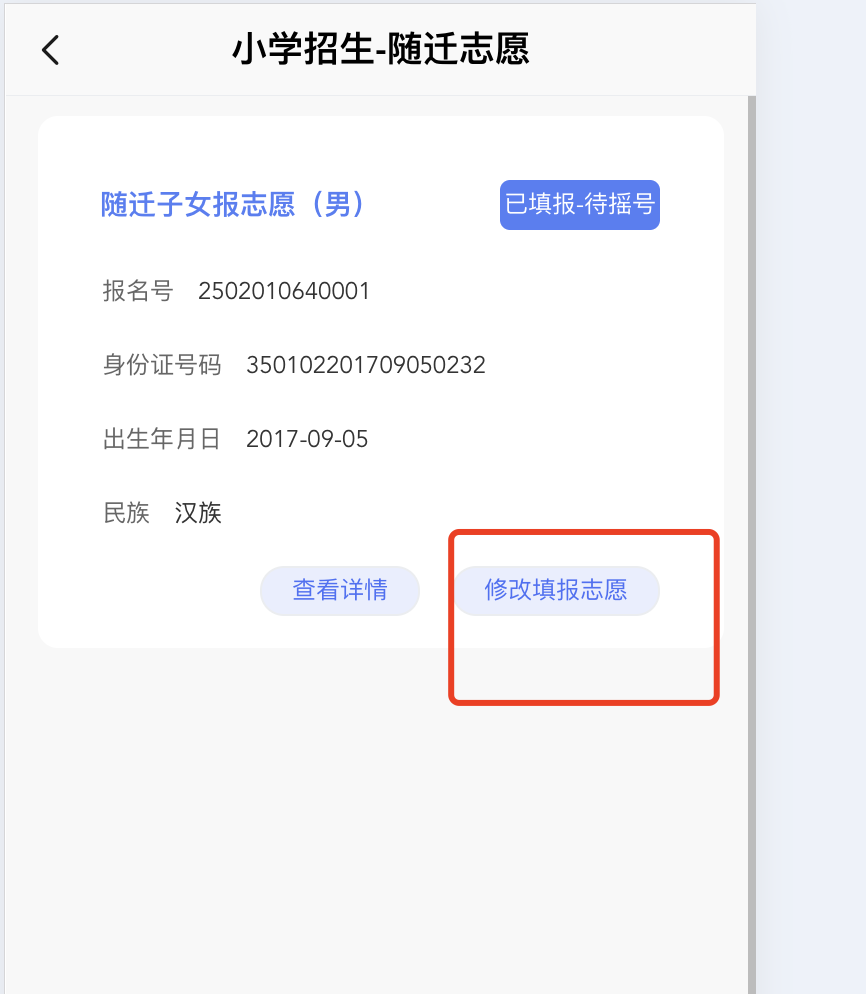 小学招生-随迁志愿
随迁子女报志愿（男）
已填报-待摇号
报名号 2502010640001
身份证号码 350102201709050232
出生年月日 2017-09-05
民族 汉族
查看详情 修改填报志愿